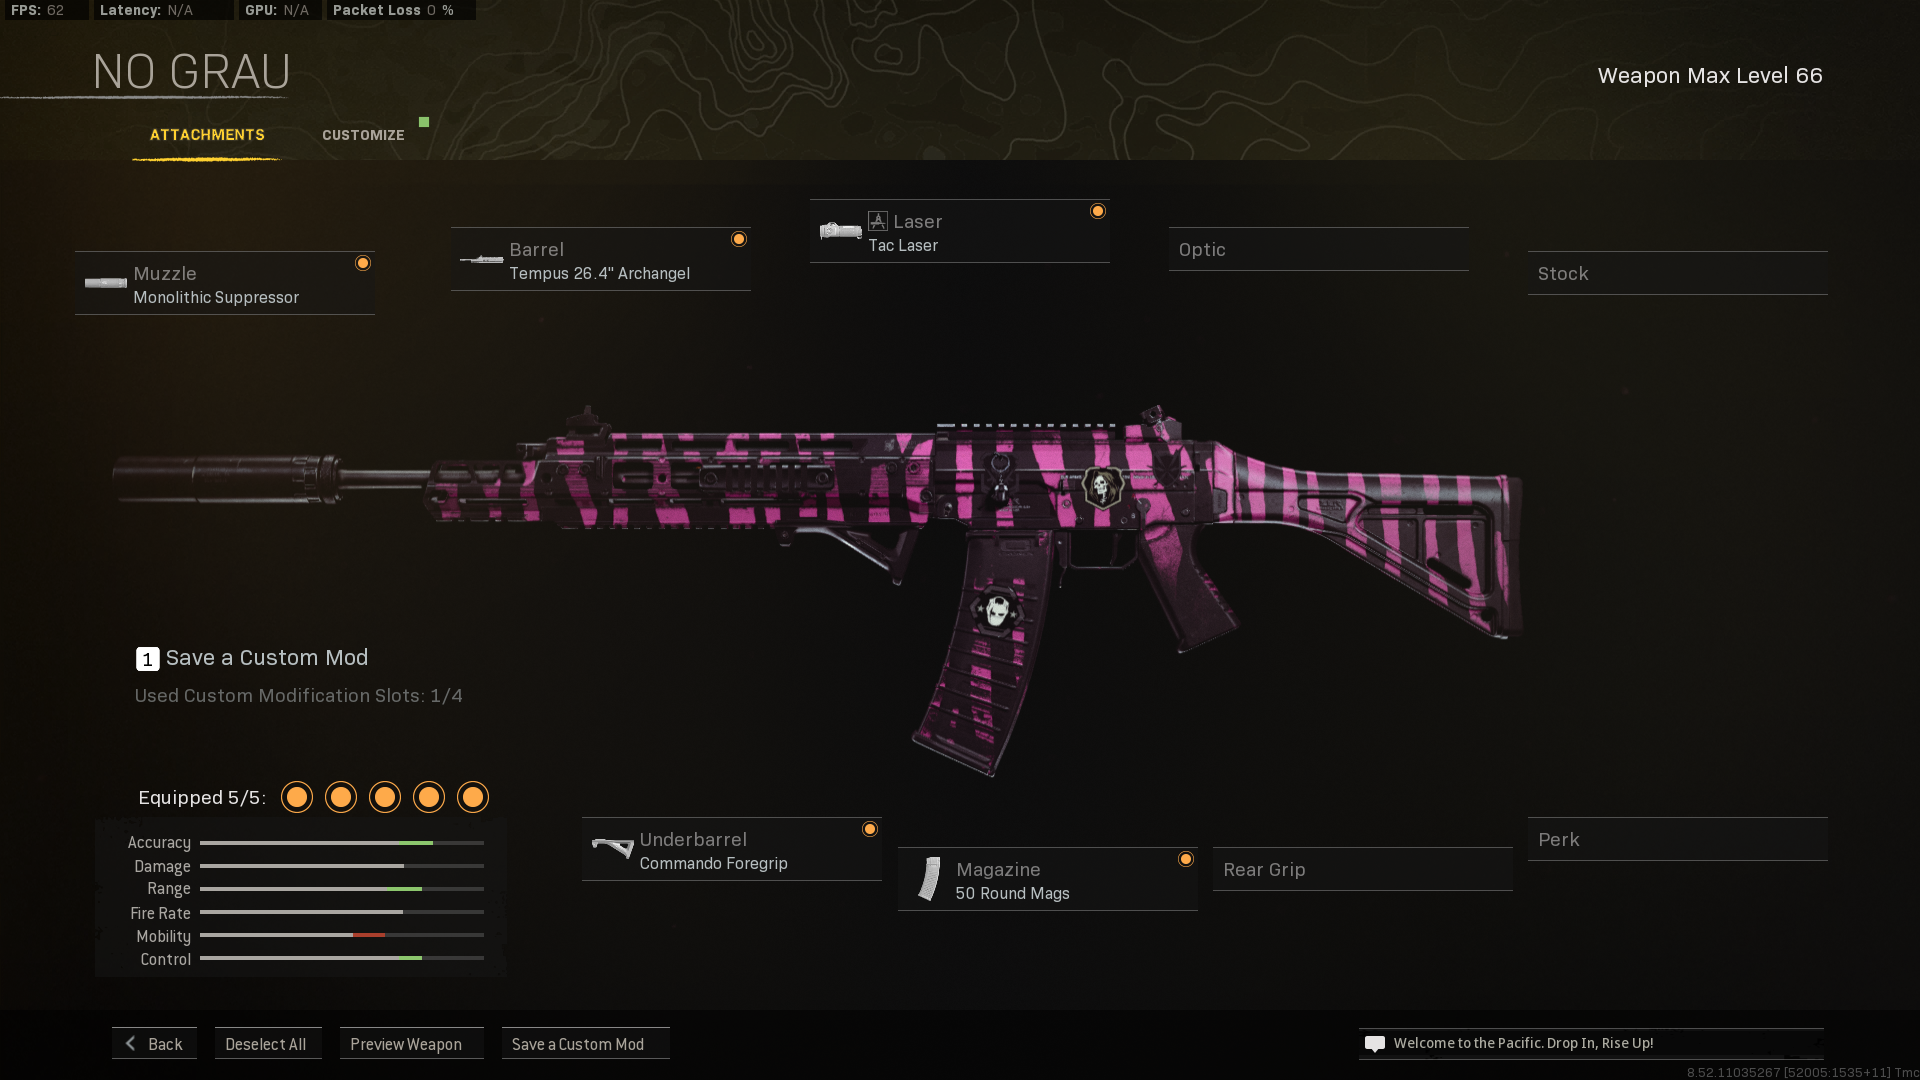 FPS: 62 Latency: N/A GPU: N/A Packet Loss 0 %
NO GRAU
Weapon Max Level 66
ATTACHMENTS CUSTOMIZE
Laser
Tac Laser
Barrel
Tempus 26.4" Archangel
Optic
Muzzle
Monolithic Suppressor
Stock
1 Save a Custom Mod
Used Custom Modification Slots: 1/4
Equipped 5/5:
Accuracy
Damage
Range
Fire Rate
Mobility
Control
Underbarrel
Commando Foregrip
Magazine
50 Round Mags
Rear Grip
Perk
Back Deselect All Preview Weapon Save a Custom Mod
Welcome to the Pacific. Drop In, Rise Up!
8.52.11035267 [52005:1535+11] Tmc